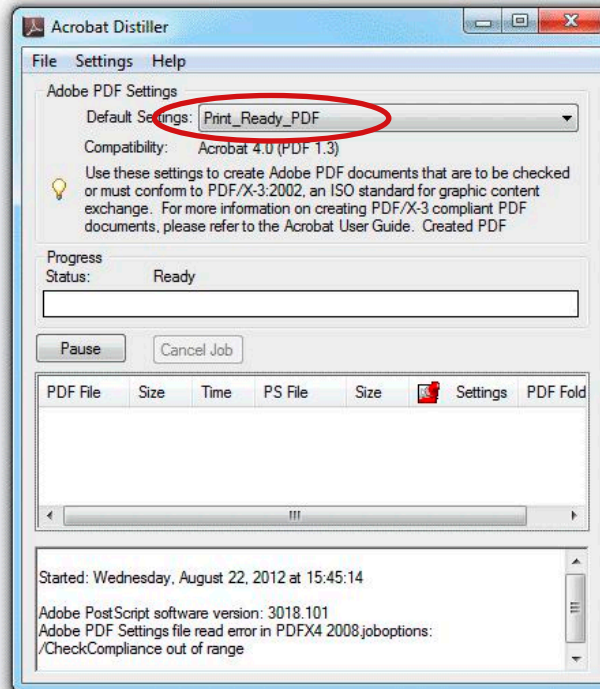 Acrobat Distiller
File Settings Help
Adobe PDF Settings
Default Settings: Print_Ready_PDF
Compatibility: Acrobat 4.0 (PDF 1.3)
Use these settings to create Adobe PDF documents that are to be checked
or must conform to PDF/X-3:2002, an ISO standard for graphic content
exchange. For more information on creating PDF/X-3 compliant PDF
documents, please refer to the Acrobat User Guide. Created PDF
Progress
Status: Ready
Pause Cancel Job
PDF File Size Time PS File Size Settings PDF Fold
Started: Wednesday, August 22, 2012 at 15:45:14
Adobe PostScript software version: 3018.101
Adobe PDF Settings file read error in PDFX4 2008.joboptions:
/CheckCompliance out of range